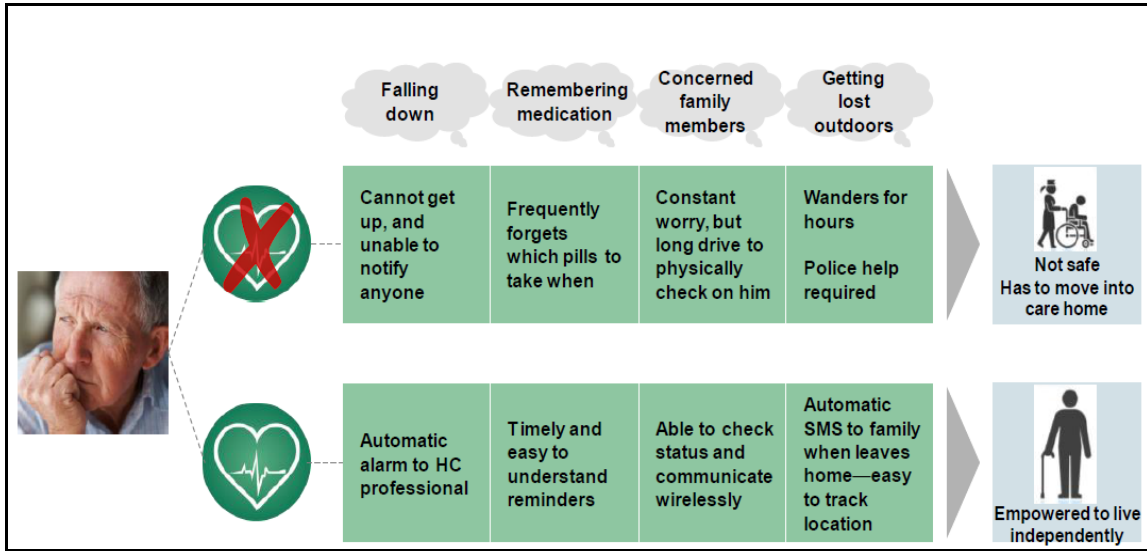 Falling
down
Remembering
medication
Concerned
family
members
Getting
lost
outdoors
Cannot get
up, and
unable to
notify
anyone
Frequently
forgets
which pills to
take when
Constant
worry, but
long drive to
physically
check on him
Wanders for
hours
Police help
required
Not safe
Has to move into
care home
Automatic
alarm to HC
professional
Timely and
easy to
understand
reminders
Able to check
status and
communicate
wirelessly
Automatic
SMS to family
when leaves
home—easy
to track
location
Empowered to live
independently